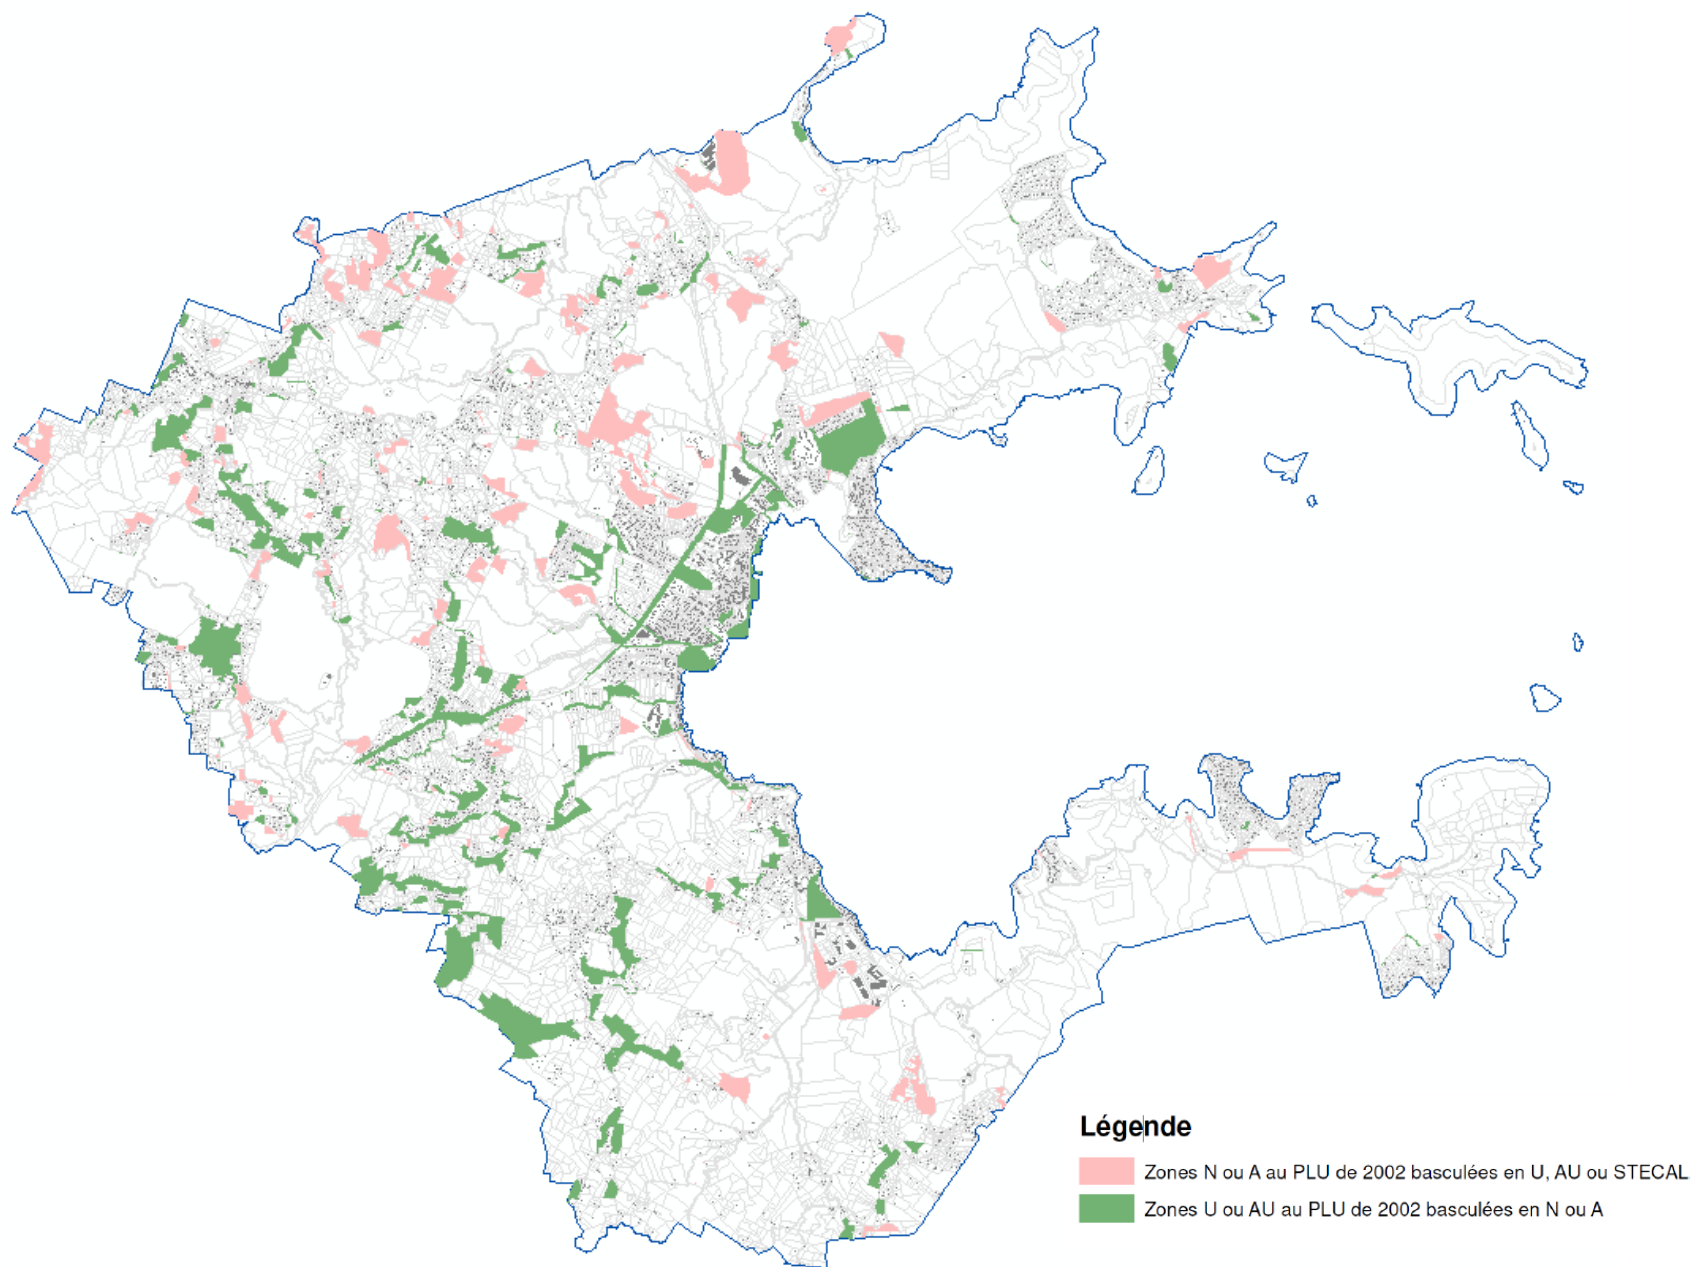 Légende
Zones N ou A au PLU de 2002 basculées en U, AU ou STECAL
Zones U ou AU au PLU de 2002 basculées en N ou A